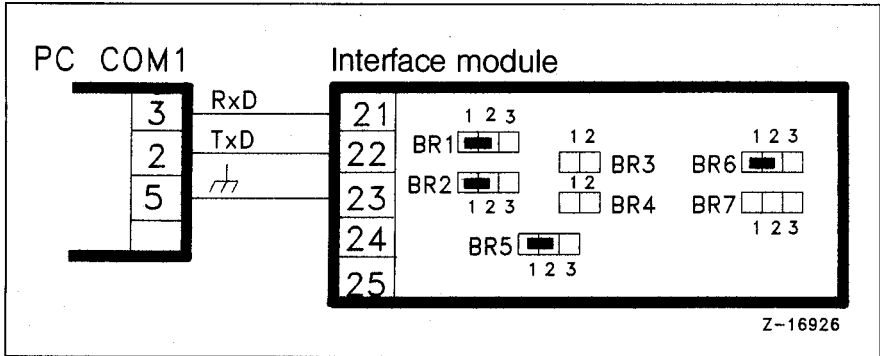 PC COM1
Interface module
3 RxD 21
2 TxD 22
5 23
24
25
1 2 3
BR1
BR2
1 2 3
1 2
BR3
1 2
BR4
BR5
1 2 3
1 2 3
BR6
BR7
1 2 3
Z-16926